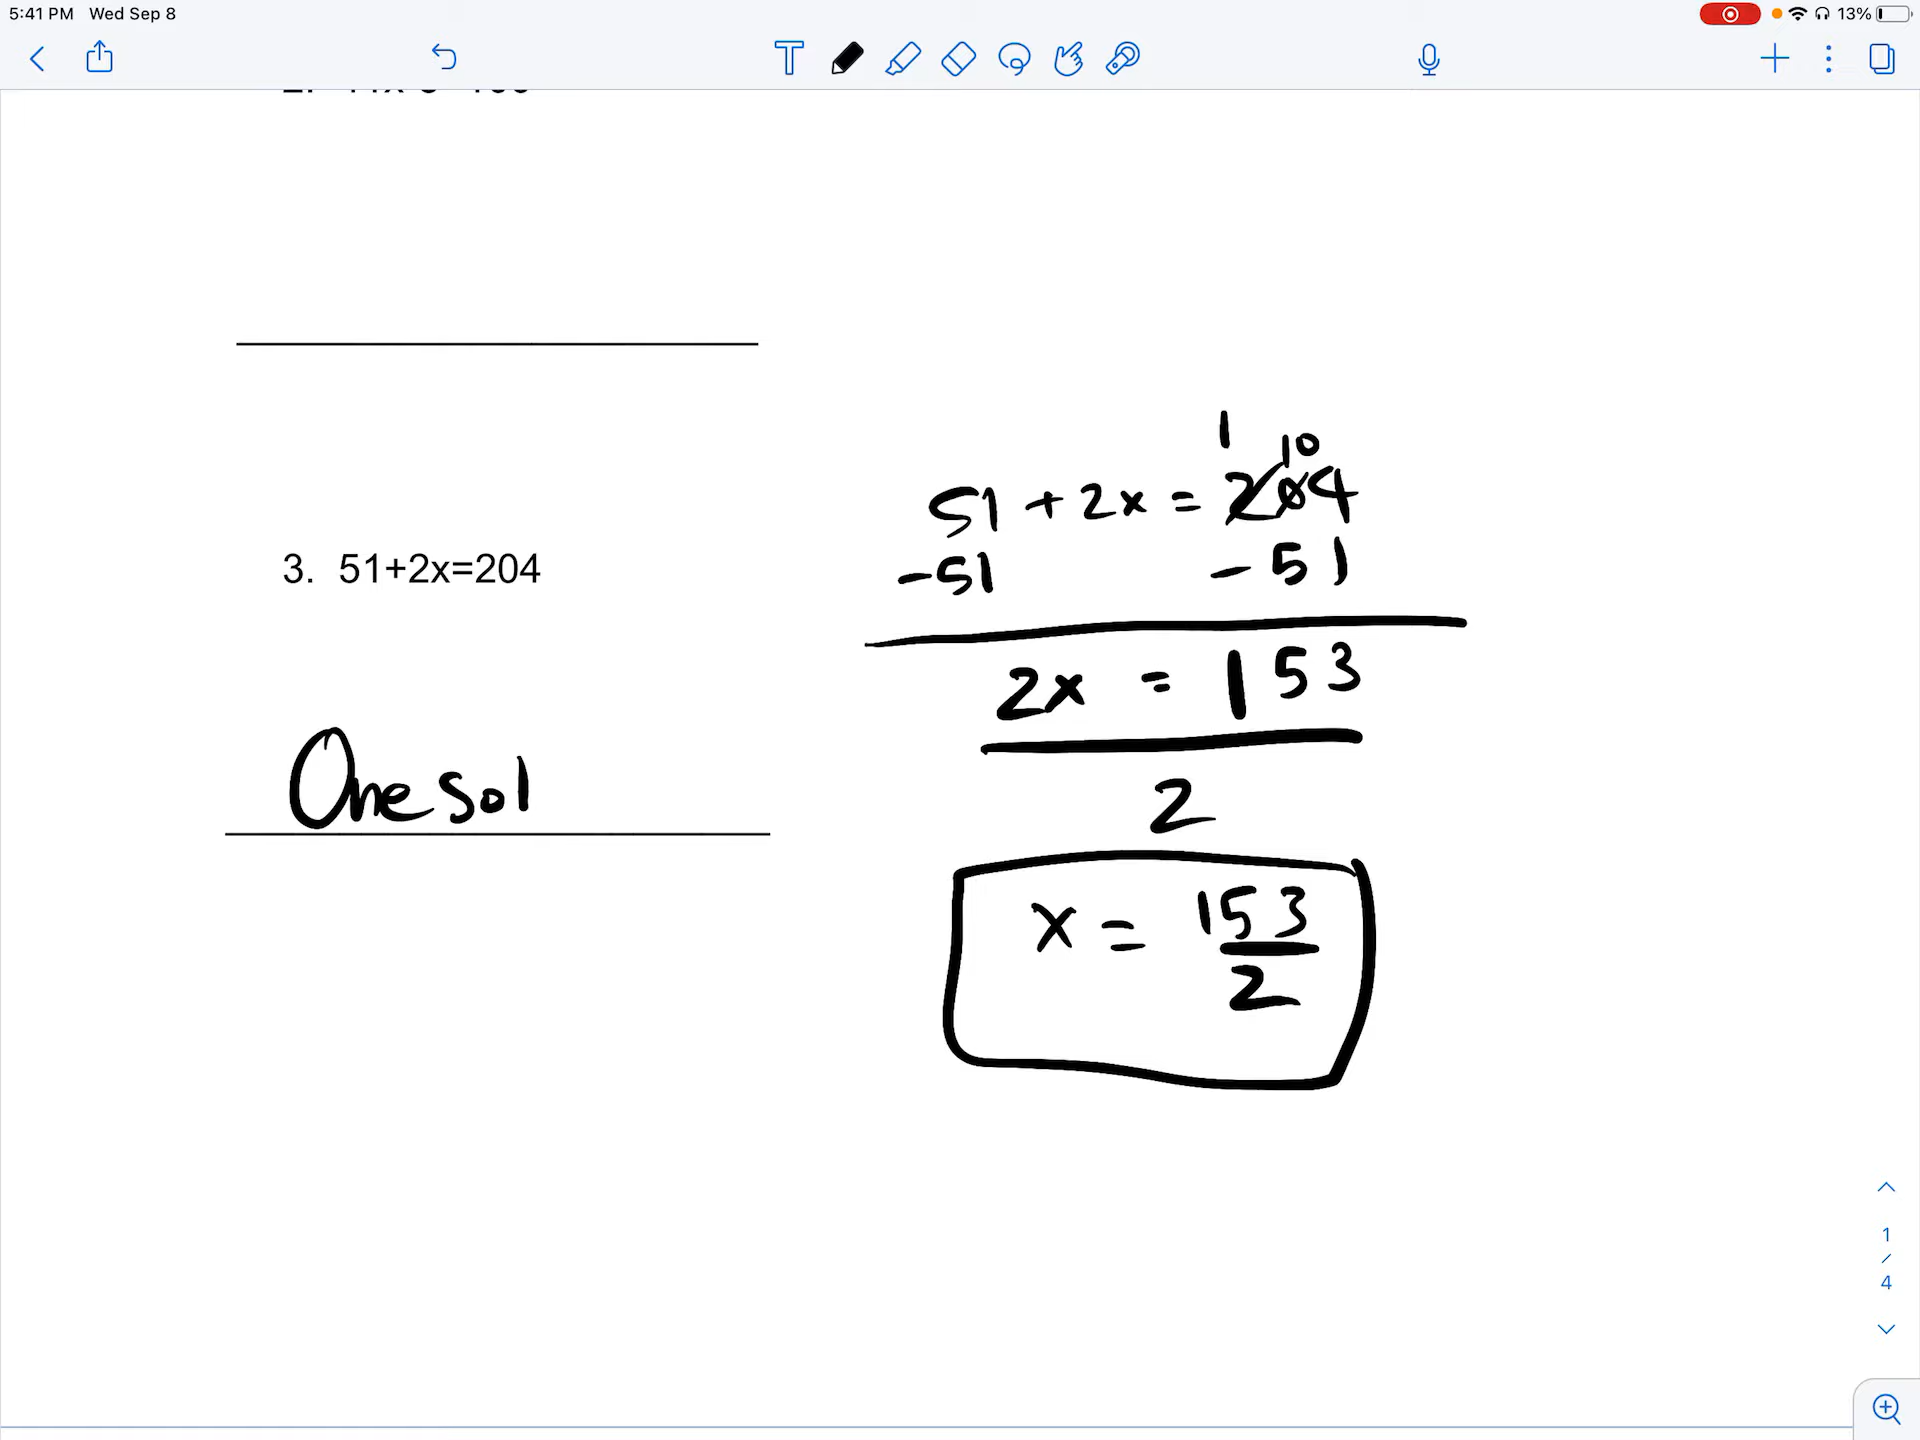 5:41 PM Wed Sep 8
13%
3. 51+2x=204
One sol
1 10
51 + 2x = 204
-51 - 51
2x = 153
2
x = 153
2
1
/
4